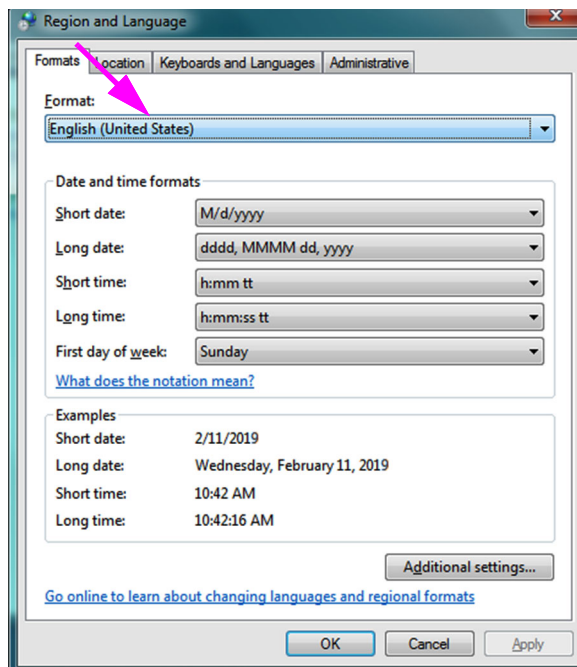 Region and Language
Formats Location Keyboards and Languages Administrative
Format:
English (United States)
Date and time formats
Short date: M/d/yyyy
Long date: dddd, MMMM dd, yyyy
Short time: h:mm tt
Long time: h:mm:ss tt
First day of week: Sunday
What does the notation mean?
Examples
Short date: 2/11/2019
Long date: Wednesday, February 11, 2019
Short time: 10:42 AM
Long time: 10:42:16 AM
Additional settings...
Go online to learn about changing languages and regional formats
OK Cancel Apply